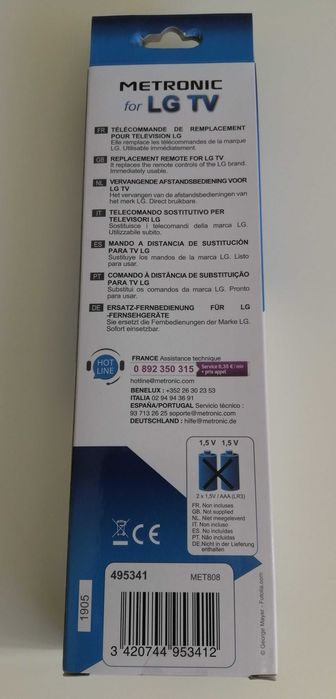 METRONIC
for LG TV
FR TÉLÉCOMMANDE DE REMPLACEMENT
POUR TELEVISION LG
Elle remplace les télécommandes de la marque
LG. Utilisable immédiatement.
GB REPLACEMENT REMOTE FOR LG TV
It replaces the remote controls of the LG brand.
Immediately usable.
NL VERVANGENDE AFSTANDSBEDIENING VOOR
LG TV
Het vervangen van de afstandsbedieningen van
het merk LG. Direct bruikbare.
IT TELECOMANDO SOSTITUTIVO PER
TELEVISORI LG
Sostituisce i telecomandi della marca LG.
Utilizzabile subito.
ES MANDO A DISTANCIA DE SUSTITUCIÓN
PARA TV LG
Sustituye los mandos de la marca LG. Listo
para usar.
PT COMANDO À DISTÂNCIA DE SUBSTITUIÇÃO
PARA TV LG
Substitui os comandos da marca LG. Pronto
para usar.
DE ERSATZ-FERNBEDIENUNG FÜR LG
-FERNSEHGERÄTE
Sie ersetzt die Fernbedienungen der Marke LG.
Sofort einsetzbar.
HOT
LINE
FRANCE Assistance technique
0 892 350 315 Service 0,35 € / min
+ prix appel
hotline@metronic.com
BENELUX : +352 26 30 23 53
ITALIA 02 94 94 36 91
ESPAÑA/PORTUGAL Servicio técnico :
93 713 26 25 soporte@metronic.com
DEUTSCHLAND : hilfe@metronic.de
1,5 V 1,5 V
2 x 1,5V / AAA (LR3)
FR. Non incluses
GB. Not supplied
NL. Niet meegeleverd
IT. Non incluso
ES. No incluidas
PT. Não incluidas
DE. Nicht in der Lieferung
enthalten
CE
495341 MET808
3 420744 953412
1905
© George Mayer - Fotolia.com